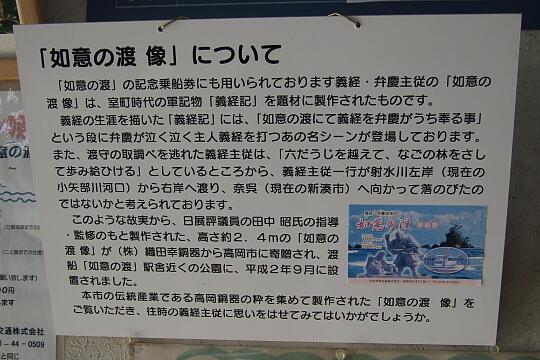 「如意の渡 像」について
「如意の渡」の記念乗船券にも用いられております義経・弁慶主従の「如意の
渡 像」は、室町時代の軍記物「義経記」を題材に製作されたものです。
義経の生涯を描いた「義経記」には、「如意の渡にて義経を弁慶がうち奉る事」
という段に弁慶が泣く泣く主人義経を打つあの名シーンが登場しております。
また、渡守の取調べを逃れた義経主従は、「六だうじを越えて、なごの林をさし
て歩み給ひける」としているところから、義経主従一行が射水川左岸（現在の
小矢部川河口）から右岸へ渡り、奈呉（現在の新湊市）へ向かって落のびたの
ではないかと考えられております。
このような故実から、日展評議員の田中 昭氏の指導
・監修のもと製作された、高さ約２．４mの「如意の
渡 像」が（株）織田幸銅器から高岡市に寄贈され、渡
船「如意の渡」駅舎近くの公園に、平成２年９月に設
置されました。
本市の伝統産業である高岡銅器の粋を集めて製作された「如意の渡 像」を
ご覧いただき、往時の義経主従に思いをはせてみてはいかがでしょうか。
如意の渡
乗船券
交通株式会社
-44-0509